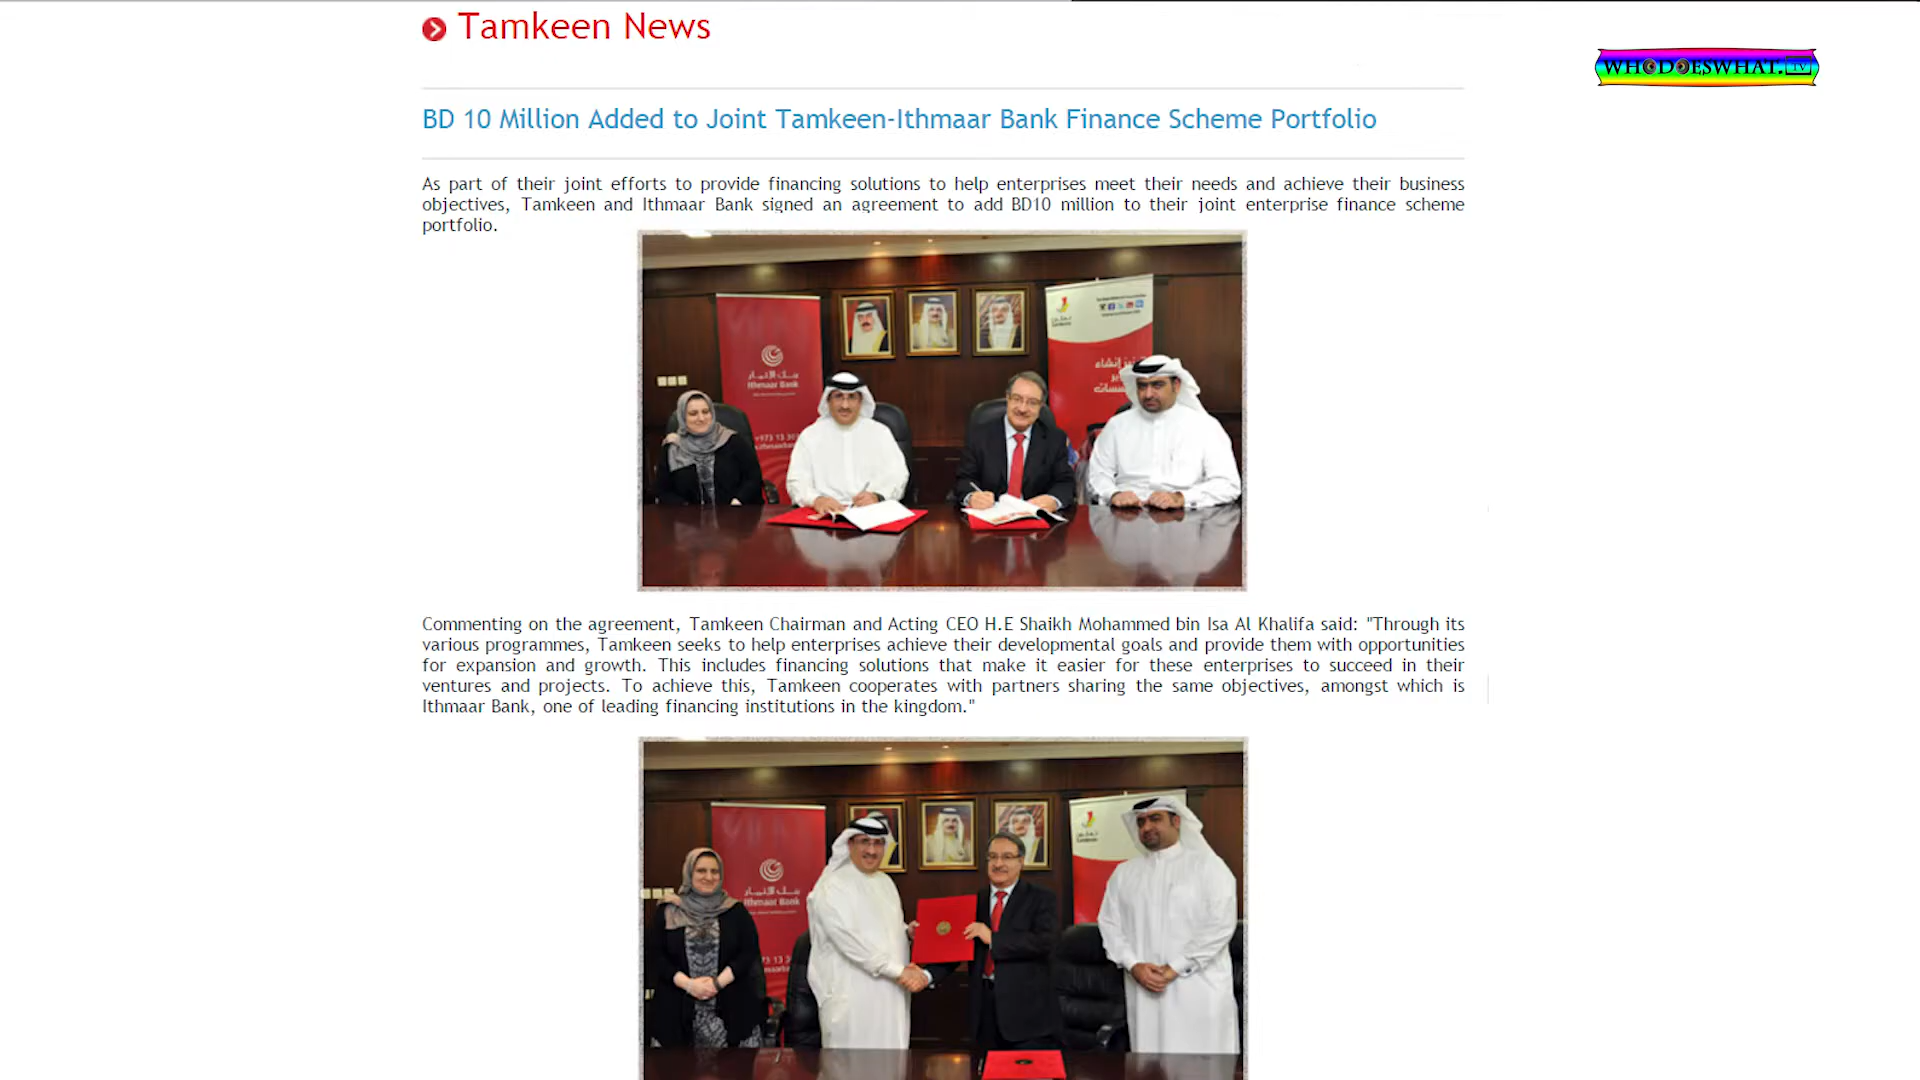 Tamkeen News
WHODOESWHAT.TV
BD 10 Million Added to Joint Tamkeen-Ithmaar Bank Finance Scheme Portfolio
As part of their joint efforts to provide financing solutions to help enterprises meet their needs and achieve their business
objectives, Tamkeen and Ithmaar Bank signed an agreement to add BD10 million to their joint enterprise finance scheme
portfolio.
بنك الإثمار
Ithmaar Bank
Commenting on the agreement, Tamkeen Chairman and Acting CEO H.E Shaikh Mohammed bin Isa Al Khalifa said: "Through its
various programmes, Tamkeen seeks to help enterprises achieve their developmental goals and provide them with opportunities
for expansion and growth. This includes financing solutions that make it easier for these enterprises to succeed in their
ventures and projects. To achieve this, Tamkeen cooperates with partners sharing the same objectives, amongst which is
Ithmaar Bank, one of leading financing institutions in the kingdom."
بنك الإثمار
Ithmaar Bank